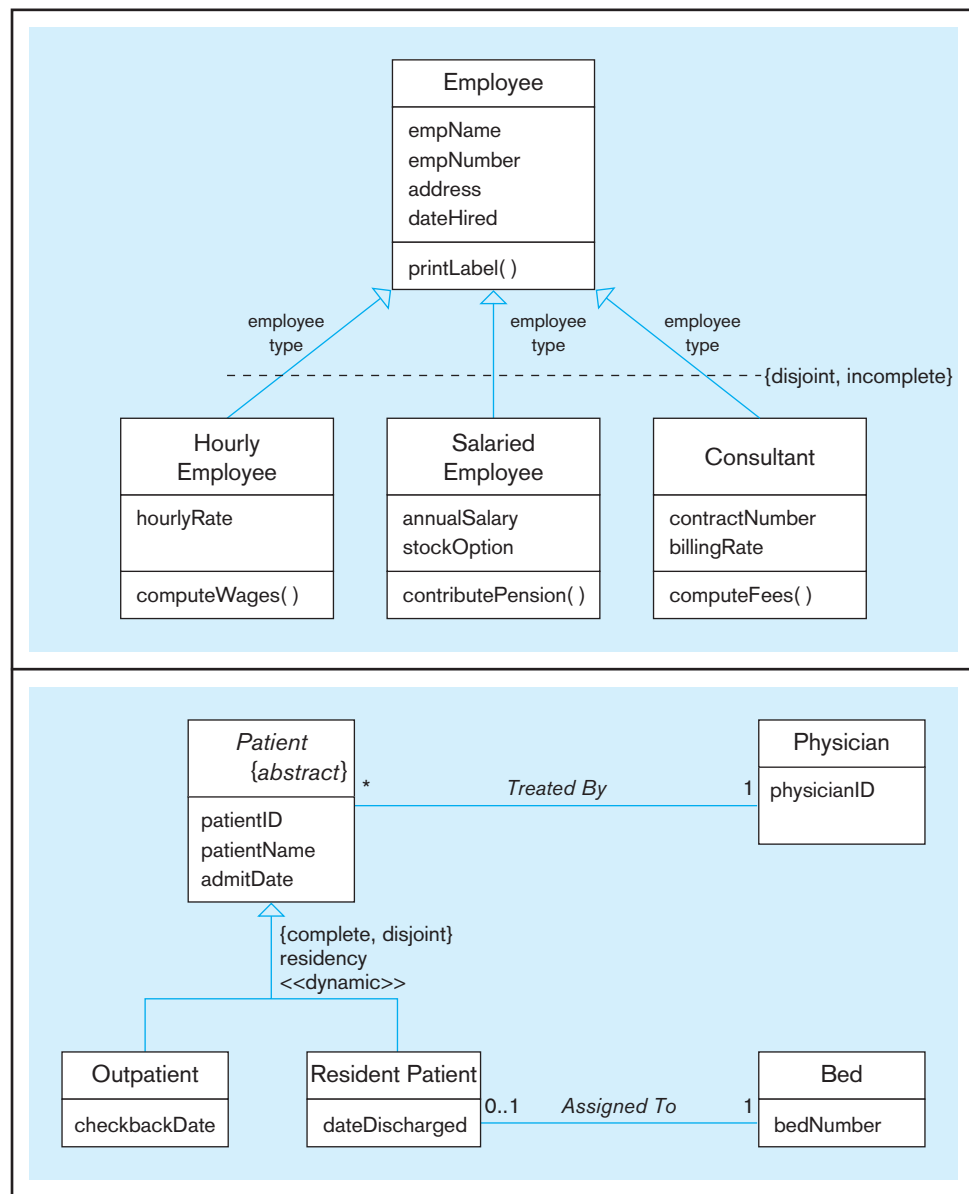 Employee
empName
empNumber
address
dateHired
printLabel( )
employee
type
employee
type
employee
type
{disjoint, incomplete}
Hourly
Employee
hourlyRate
computeWages( )
Salaried
Employee
annualSalary
stockOption
contributePension( )
Consultant
contractNumber
billingRate
computeFees( )
Patient
{abstract}
patientID
patientName
admitDate
*
Treated By
1
Physician
physicianID
{complete, disjoint}
residency
<<dynamic>>
Outpatient
checkbackDate
Resident Patient
dateDischarged
0..1
Assigned To
1
Bed
bedNumber